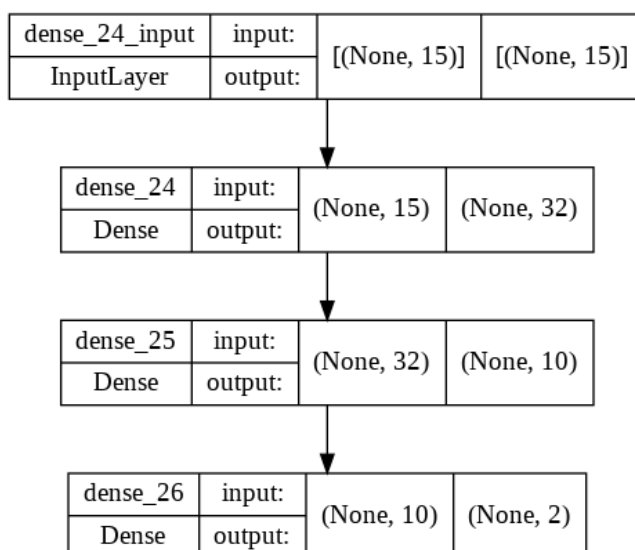 dense_24_input input: [(None, 15)] [(None, 15)]
InputLayer output:
dense_24 input: (None, 15) (None, 32)
Dense output:
dense_25 input: (None, 32) (None, 10)
Dense output:
dense_26 input: (None, 10) (None, 2)
Dense output: